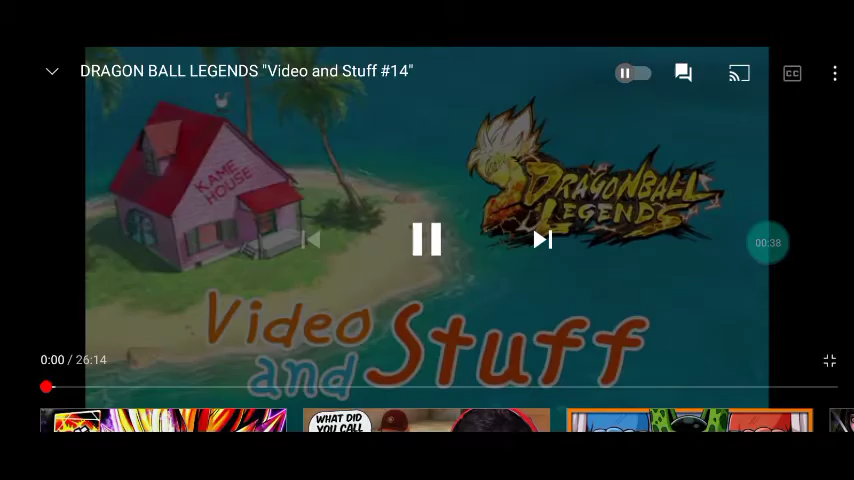 DRAGON BALL LEGENDS "Video and Stuff #14"
CC
KAME
HOUSE
DRAGONBALL
LEGENDS
00:38
Video
and Stuff
0:00 / 26:14
WHAT DID
YOU CALL